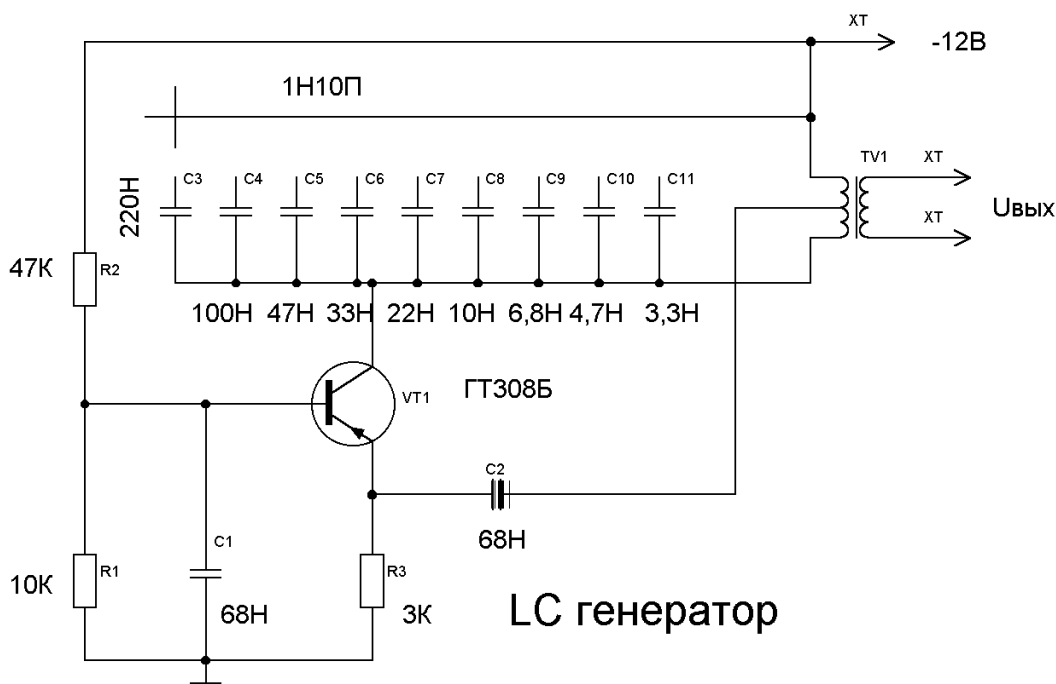 XT
-12В
1Н10П
220Н
C3
C4
C5
C6
C7
C8
C9
C10
C11
TV1
XT
Uвых
XT
47К
R2
100Н
47Н
33Н
22Н
10Н
6,8Н
4,7Н
3,3Н
VT1
ГТ308Б
C2
68Н
10К
R1
C1
68Н
R3
3К
LC генератор